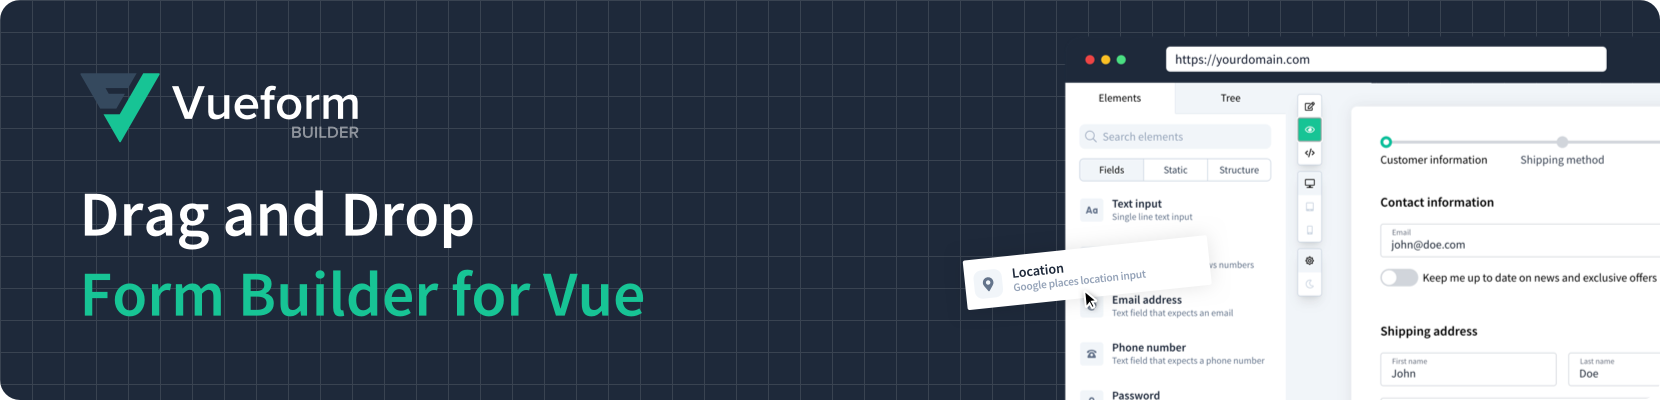 Vueform
BUILDER
Drag and Drop
Form Builder for Vue
https://yourdomain.com
Elements
Tree
Search elements
Fields
Static
Structure
Aa
Text input
Single line text input
numbers
Location
Google places location input
Email address
Text field that expects an email
Phone number
Text field that expects a phone number
Password
</>
Customer information
Shipping method
Contact information
Email
john@doe.com
Keep me up to date on news and exclusive offers
Shipping address
First name
John
Last name
Doe